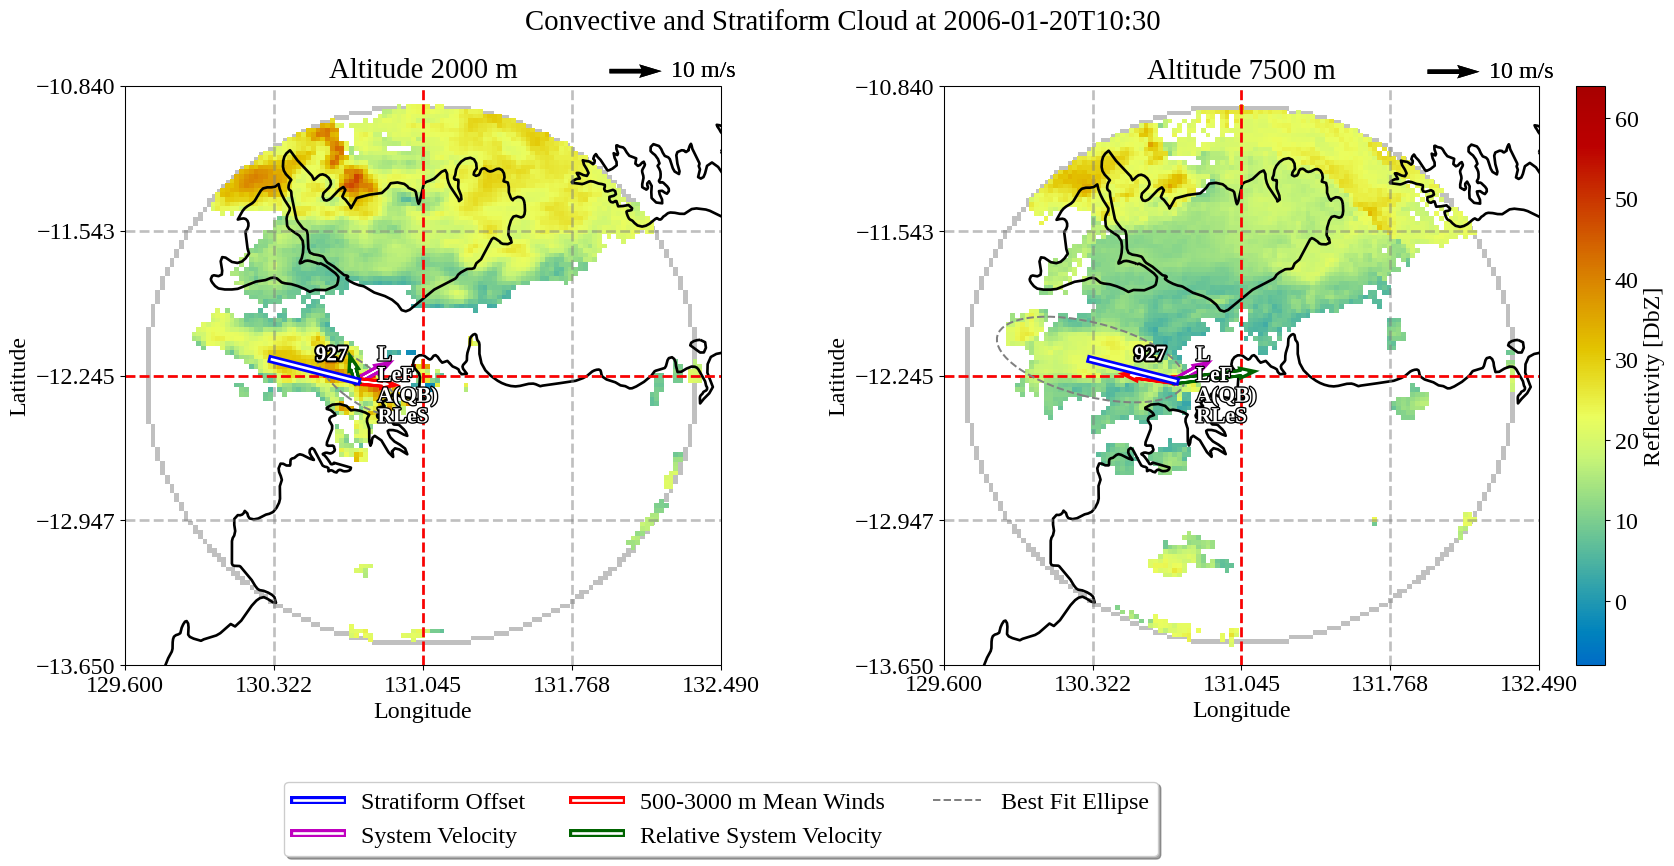 Convective and Stratiform Cloud at 2006-01-20T10:30
Altitude 2000 m
10 m/s
Altitude 7500 m
10 m/s
−10.840
−11.543
−12.245
−12.947
−13.650
Latitude
129.600
130.322
131.045
131.768
132.490
Longitude
927
L
LeF
A(QB)
RLeS
−10.840
−11.543
−12.245
−12.947
−13.650
Latitude
129.600
130.322
131.045
131.768
132.490
Longitude
927
L
LeF
A(QB)
RLeS
60
50
40
30
20
10
0
Reflectivity [DbZ]
Stratiform Offset
System Velocity
500-3000 m Mean Winds
Relative System Velocity
Best Fit Ellipse